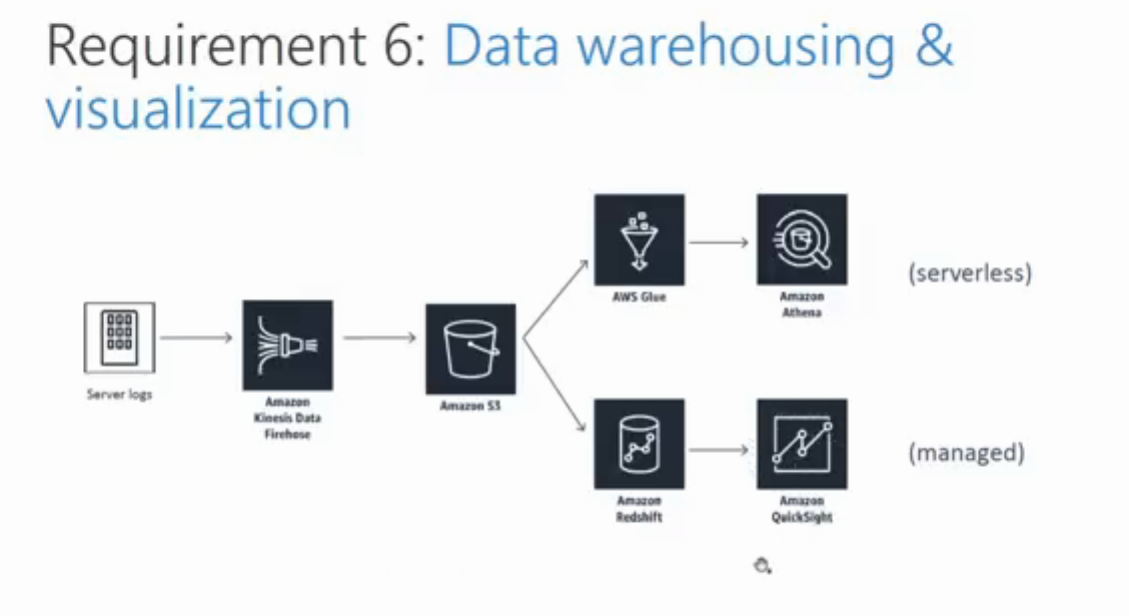 Requirement 6: Data warehousing &
visualization
AWS Glue
Amazon
Athena
(serverless)
Server logs
Amazon
Kinesis Data
Firehose
Amazon S3
Amazon
Redshift
Amazon
QuickSight
(managed)